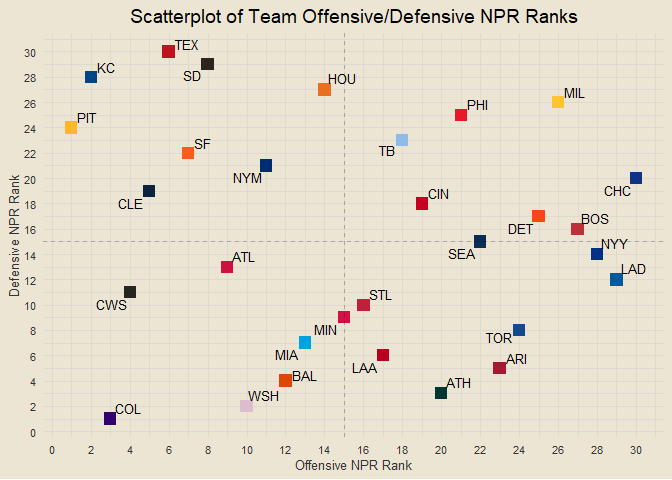 Scatterplot of Team Offensive/Defensive NPR Ranks
Defensive NPR Rank
30
28
26
24
22
20
18
16
14
12
10
8
6
4
2
0
TEX
KC
SD
HOU
MIL
PHI
PIT
SF
TB
NYM
CLE
CIN
CHC
DET
BOS
SEA
NYY
ATL
LAD
CWS
STL
MIN
TOR
MIA
LAA
ARI
BAL
ATH
WSH
COL
0 2 4 6 8 10 12 14 16 18 20 22 24 26 28 30
Offensive NPR Rank